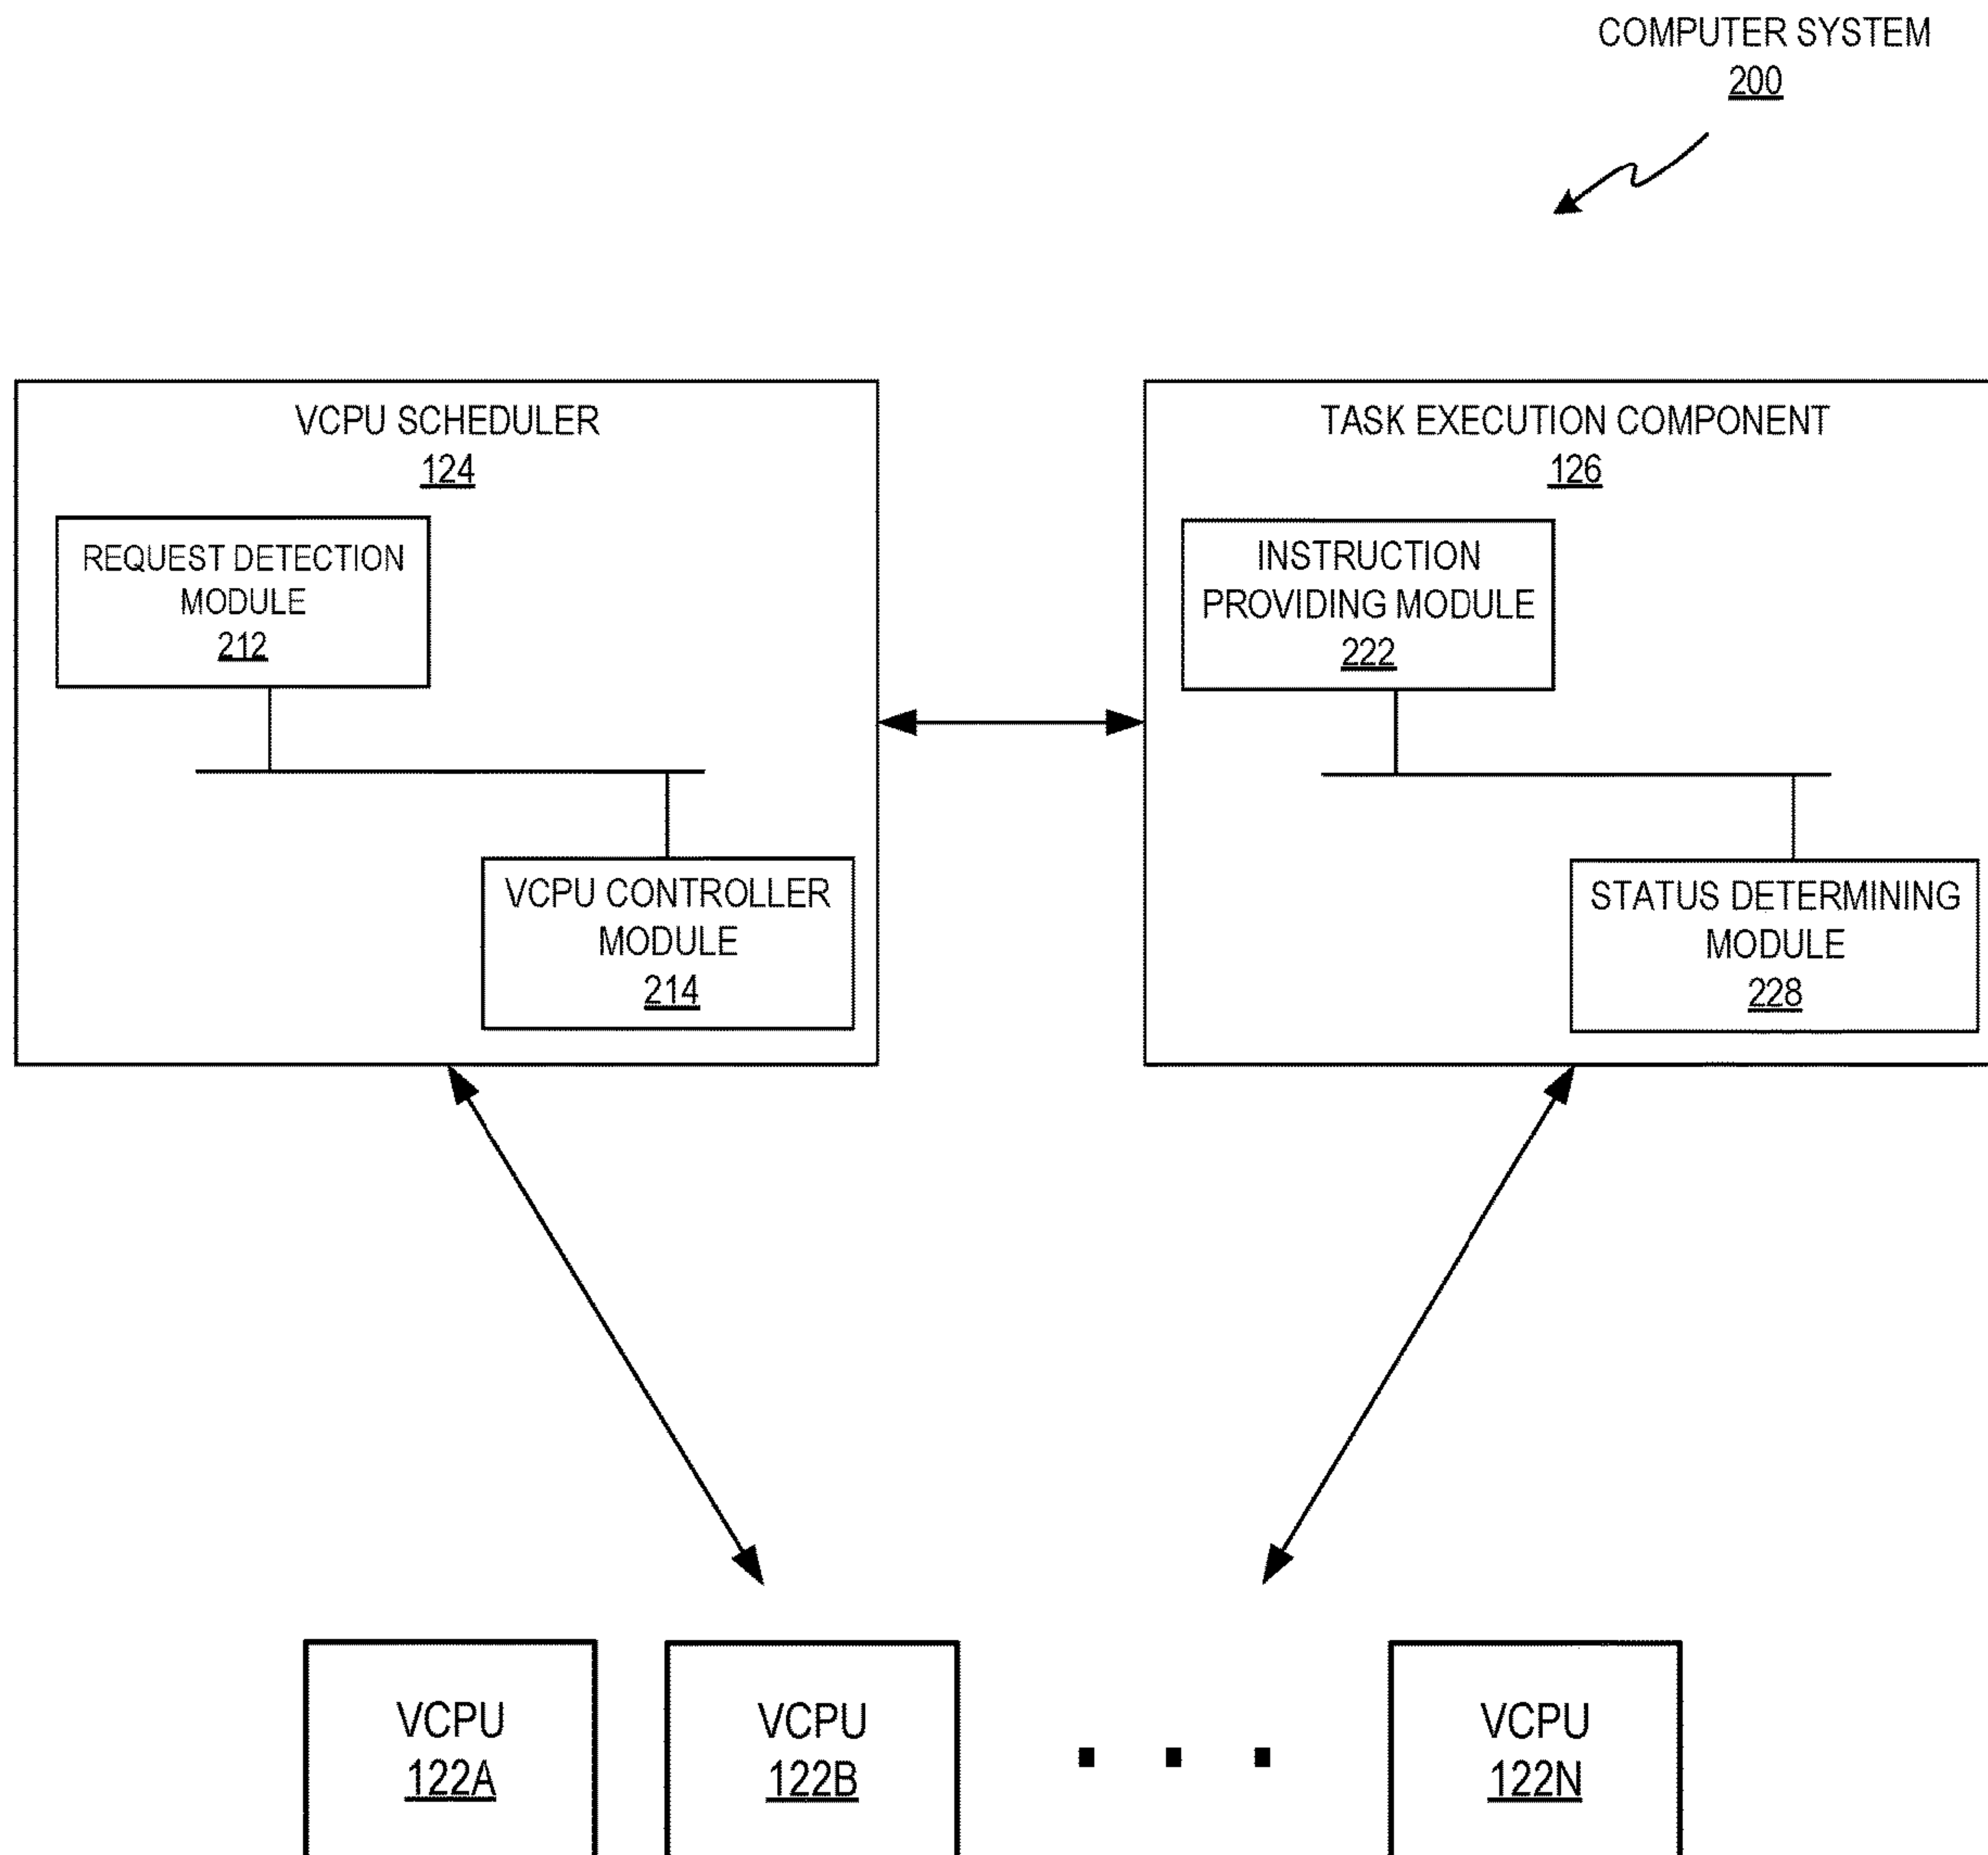 COMPUTER SYSTEM
200
VCPU SCHEDULER
124
REQUEST DETECTION
MODULE
212
VCPU CONTROLLER
MODULE
214
TASK EXECUTION COMPONENT
126
INSTRUCTION
PROVIDING MODULE
222
STATUS DETERMINING
MODULE
228
VCPU
122A
VCPU
122B
VCPU
122N